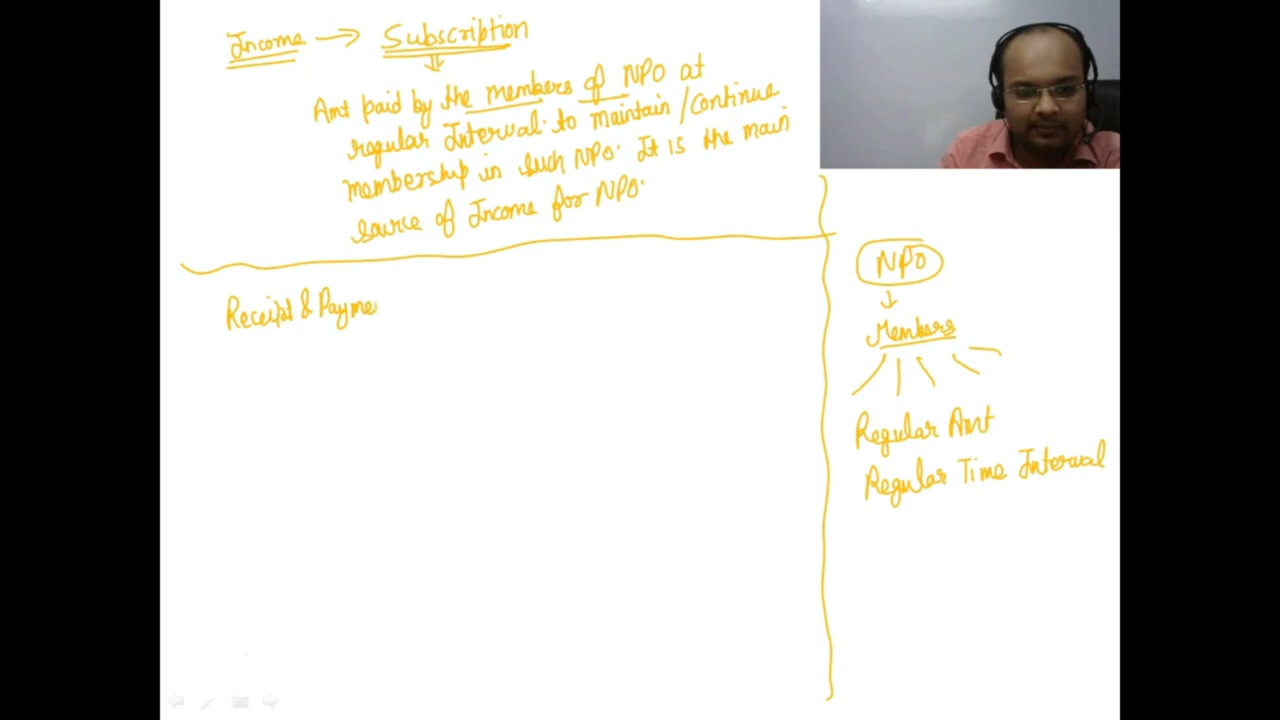 Income → Subscription
Amt paid by the members of NPO at
regular Interval. to maintain / Continue
membership in such NPO. It is the main
source of Income for NPO.
Receipt & Payme
NPO
Members
Regular Amt
Regular Time Interval